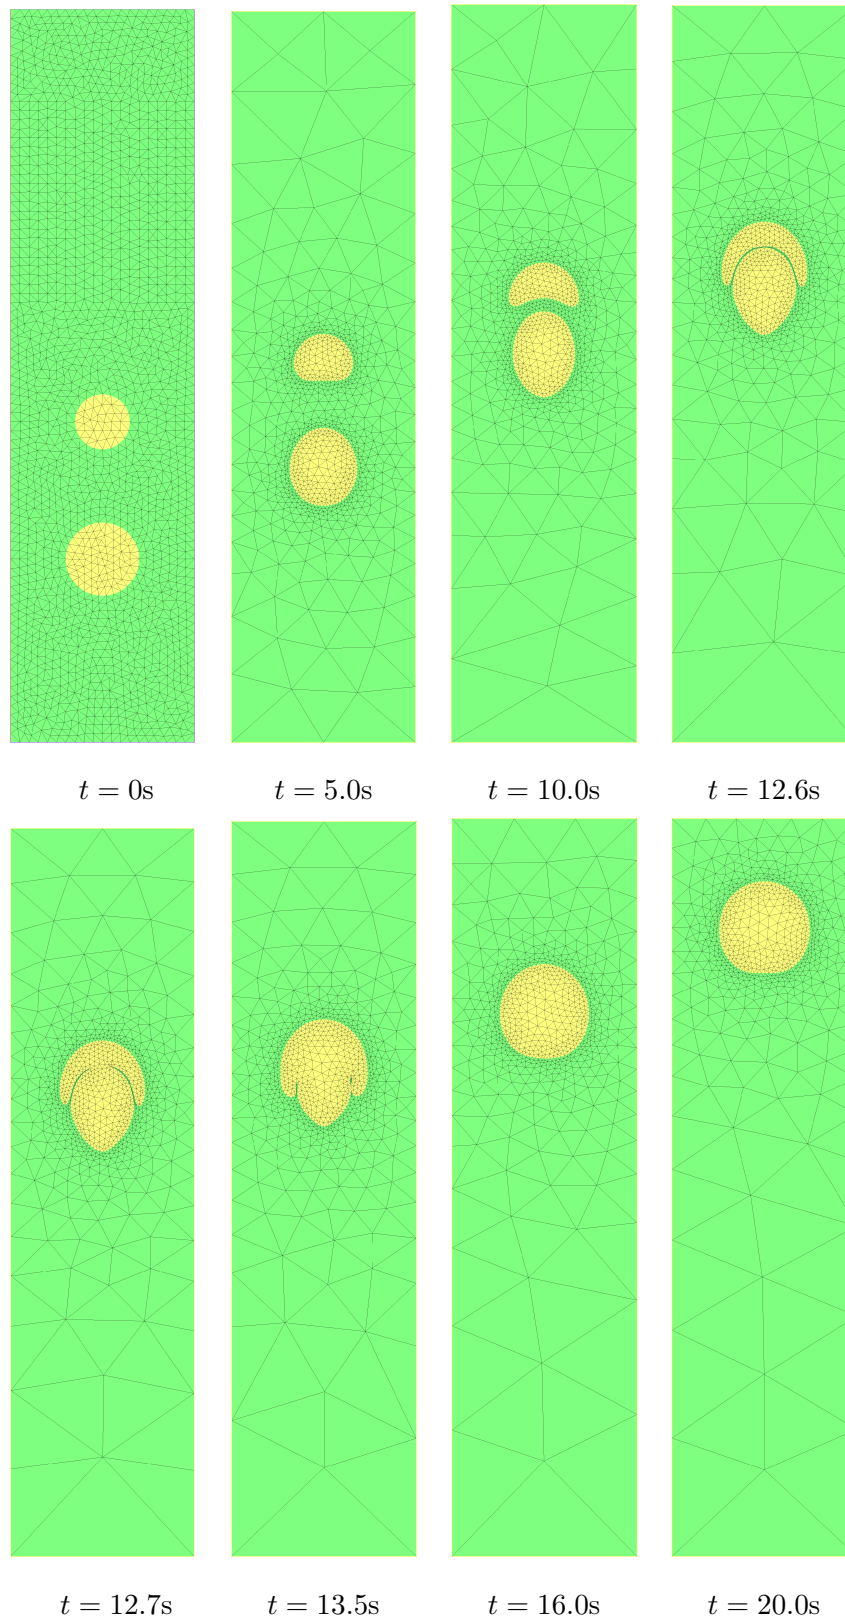 t = 0s
t = 5.0s
t = 10.0s
t = 12.6s
t = 12.7s
t = 13.5s
t = 16.0s
t = 20.0s